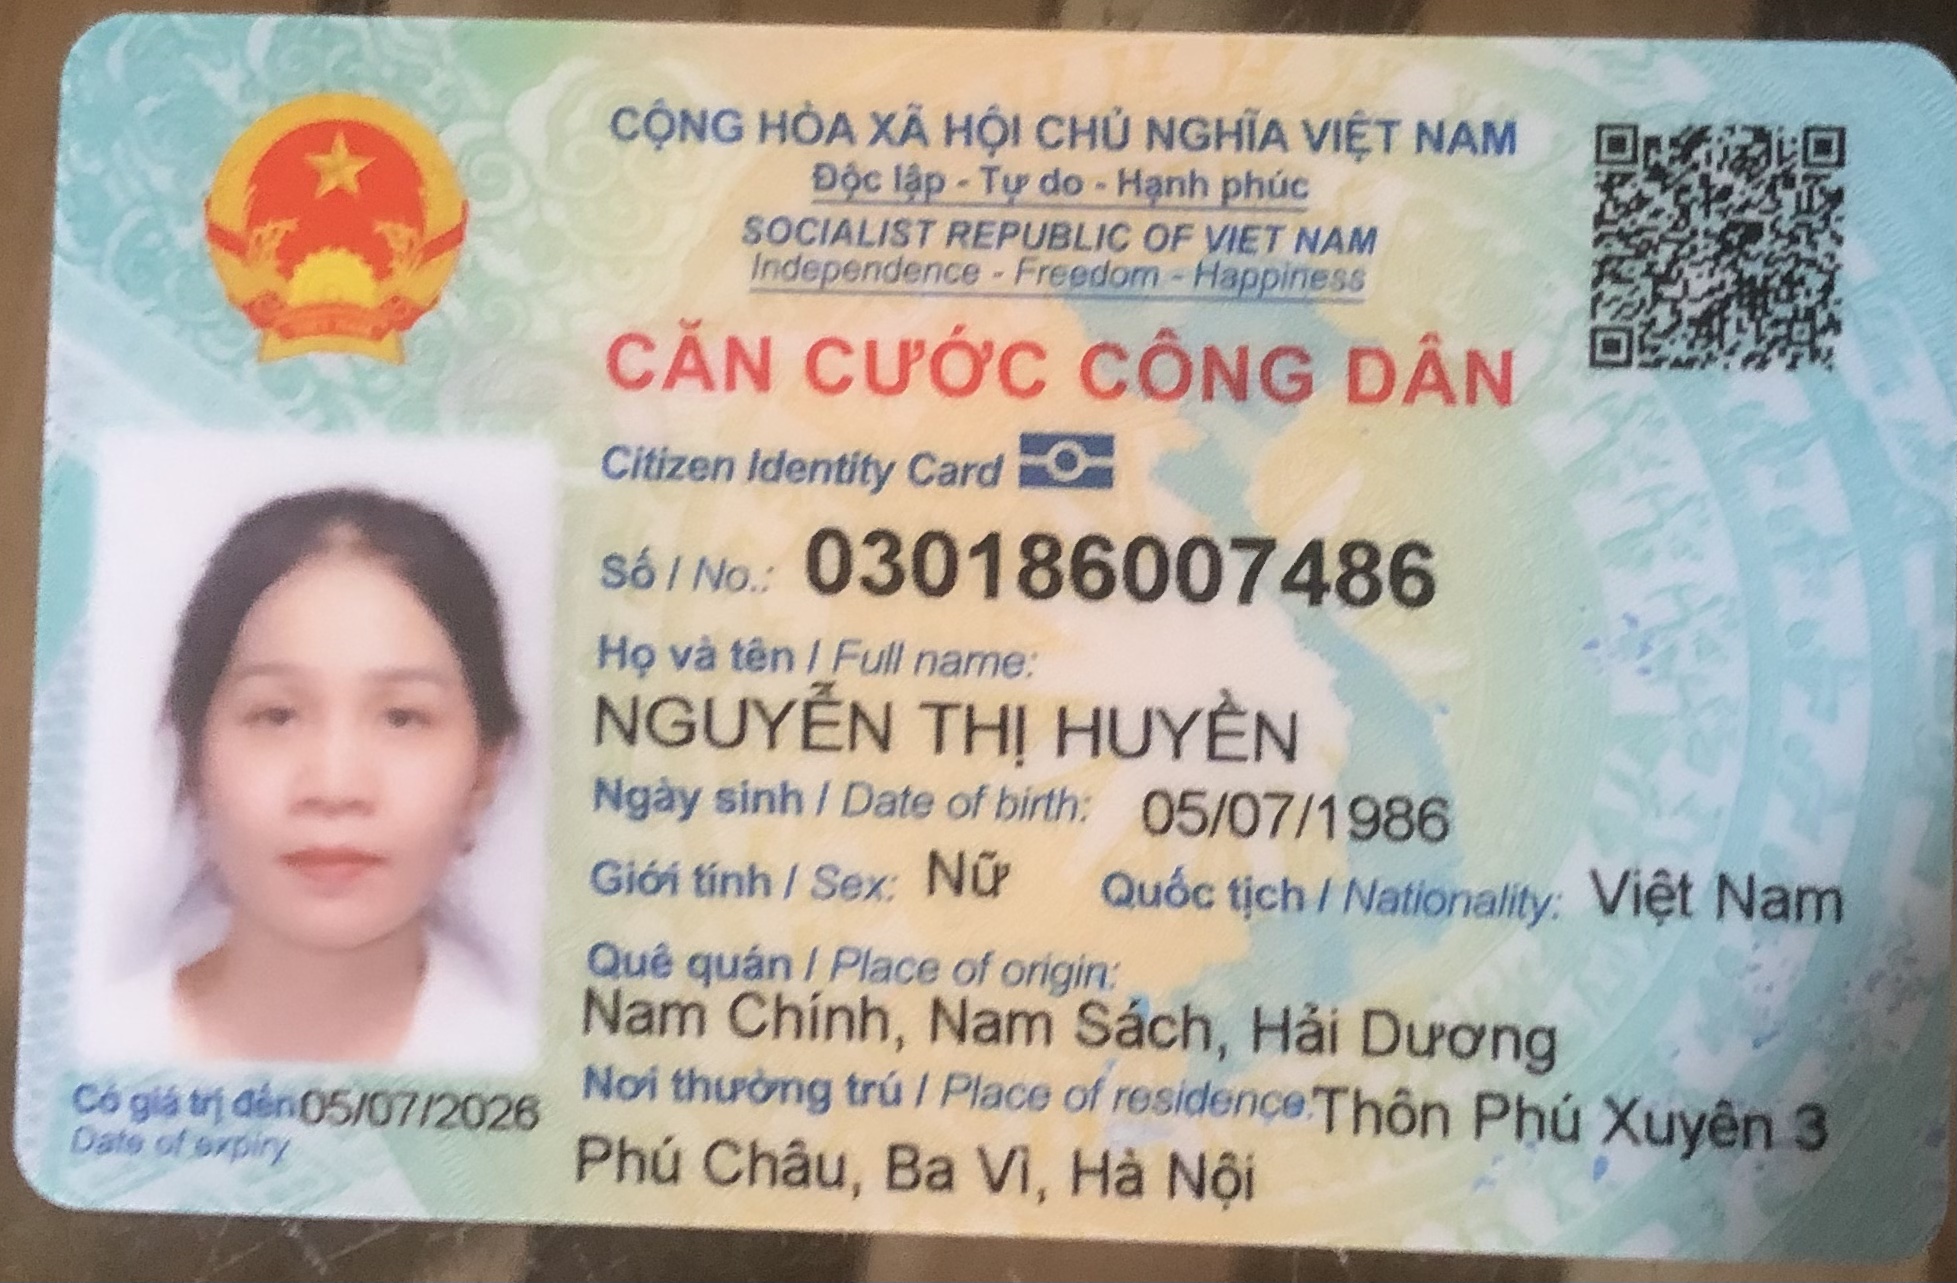 CỘNG HÒA XÃ HỘI CHỦ NGHĨA VIỆT NAM
Độc lập - Tự do - Hạnh phúc
SOCIALIST REPUBLIC OF VIET NAM
Independence - Freedom - Happiness
CĂN CƯỚC CÔNG DÂN
Citizen Identity Card
Số / No.: 030186007486
Họ và tên / Full name:
NGUYỄN THỊ HUYỀN
Ngày sinh / Date of birth: 05/07/1986
Giới tính / Sex: Nữ Quốc tịch / Nationality: Việt Nam
Quê quán / Place of origin:
Nam Chính, Nam Sách, Hải Dương
Nơi thường trú / Place of residence: Thôn Phú Xuyên 3
Phú Châu, Ba Vì, Hà Nội
Có giá trị đến 05/07/2026
Date of expiry